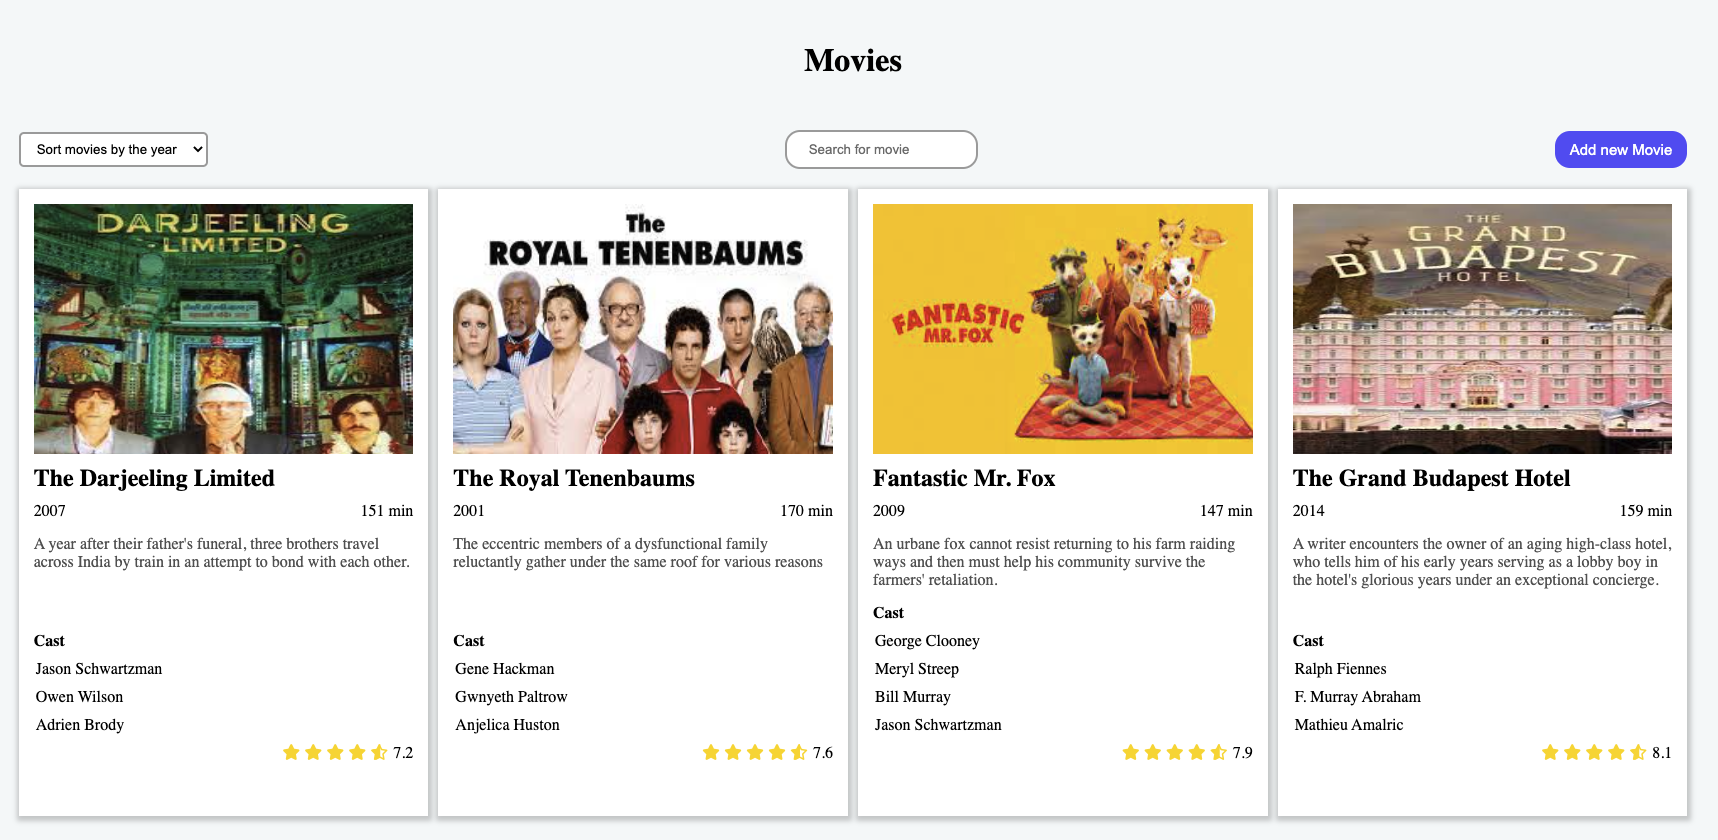 Movies
Sort movies by the year
Search for movie
Add new Movie
DARJEELING
- LIMITED -
The Darjeeling Limited
2007
151 min
A year after their father's funeral, three brothers travel
across India by train in an attempt to bond with each other.
Cast
Jason Schwartzman
Owen Wilson
Adrien Brody
7.2
The
ROYAL TENENBAUMS
The Royal Tenenbaums
2001
170 min
The eccentric members of a dysfunctional family
reluctantly gather under the same roof for various reasons
Cast
Gene Hackman
Gwnyeth Paltrow
Anjelica Huston
7.6
FANTASTIC
MR. FOX
Fantastic Mr. Fox
2009
147 min
An urbane fox cannot resist returning to his farm raiding
ways and then must help his community survive the
farmers' retaliation.
Cast
George Clooney
Meryl Streep
Bill Murray
Jason Schwartzman
7.9
THE
GRAND
BUDAPEST
HOTEL
The Grand Budapest Hotel
2014
159 min
A writer encounters the owner of an aging high-class hotel,
who tells him of his early years serving as a lobby boy in
the hotel's glorious years under an exceptional concierge.
Cast
Ralph Fiennes
F. Murray Abraham
Mathieu Amalric
8.1